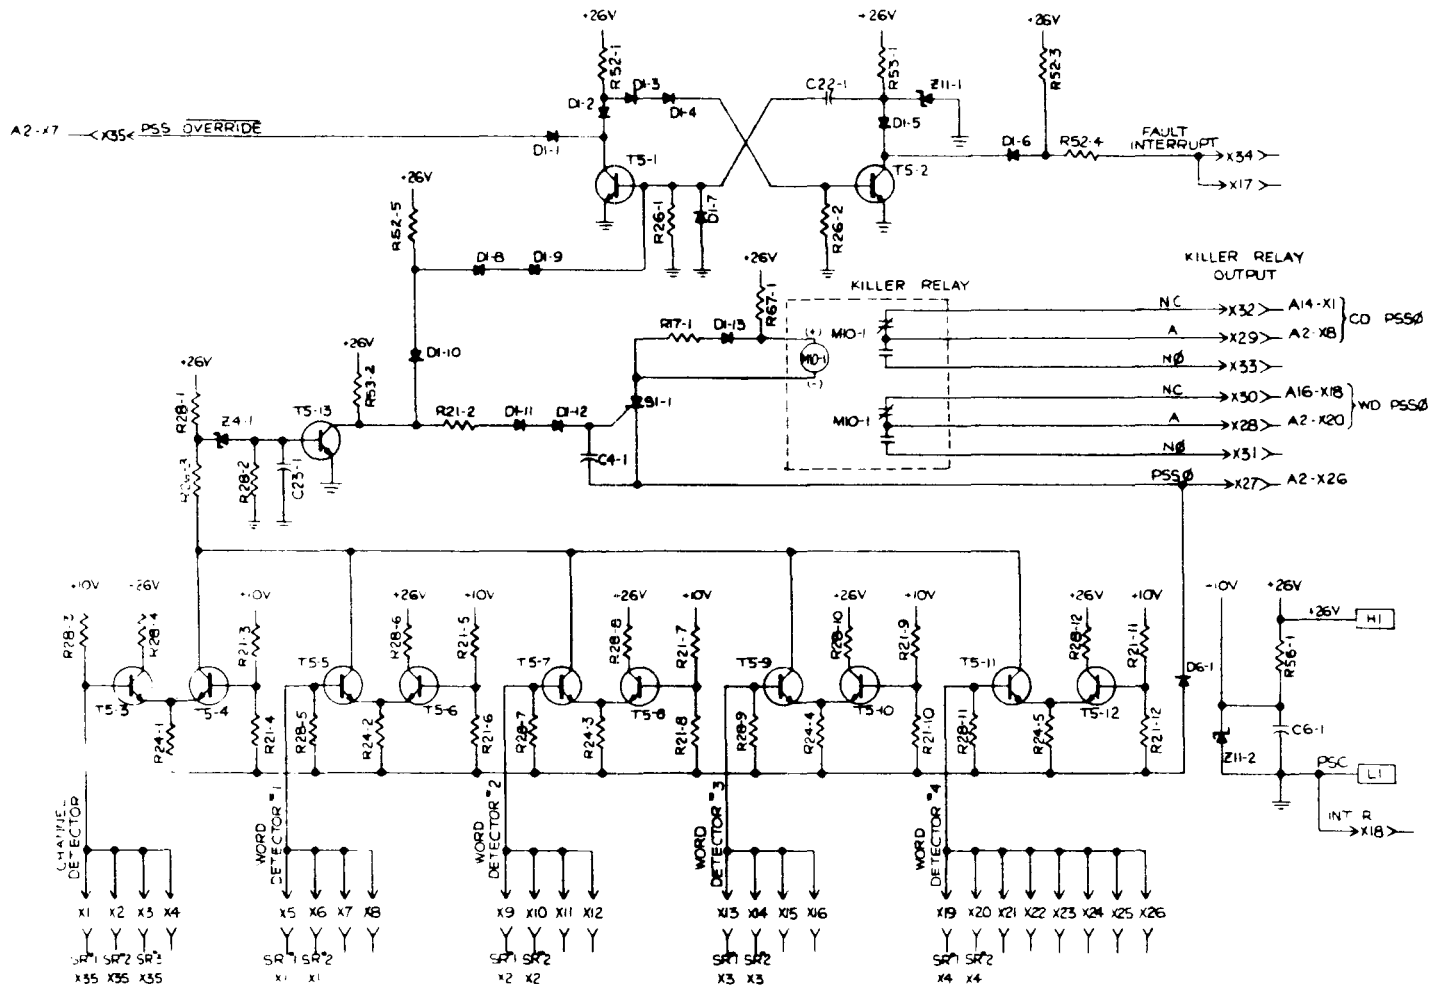 +26V
+26V
+26V
R52-1
D1-3
D1-2
D1-4
C22-1
R53-1
Z11-1
R52-3
D1-5
A2-X7
X35
PSS OVERRIDE
D1-1
T5-1
T5-2
D1-6
R52-4
FAULT
INTERRUPT
X34
X17
+26V
R52-5
R26-1
D1-7
R26-2
D1-8
D1-9
+26V
R67-1
KILLER RELAY
KILLER RELAY
OUTPUT
R17-1
D1-13
(+)
M10-1
(-)
M10-1
NC
X32
A14-X1
A
X29
A2-X8
CD PSSØ
NØ
X33
M10-1
NC
X30
A16-X18
A
X28
A2-X20
WD PSSØ
NØ
X31
PSSØ
X27
A2-X26
+26V
R53-2
D1-10
+26V
R28-1
Z4-1
T5-13
R21-2
D1-11
D1-12
S1-1
C4-1
R26-3
R28-2
C23-1
+10V
-26V
+10V
+26V
+10V
+26V
+10V
+26V
+10V
+26V
+10V
-10V
+26V
R28-3
R28-4
R21-3
R28-6
R21-5
R28-8
R21-7
R28-10
R21-9
R28-12
R21-11
+26V
H1
R56-1
T5-3
T5-4
T5-5
T5-6
T5-7
T5-8
T5-9
T5-10
T5-11
T5-12
D6-1
R24-1
R21-4
R28-5
R24-2
R21-6
R28-7
R24-3
R21-8
R28-9
R24-4
R21-10
R28-11
R24-5
R21-12
Z11-2
C6-1
PSC
L1
INT R
X18
CHANNEL
DETECTOR
WORD
DETECTOR #1
WORD
DETECTOR #2
WORD
DETECTOR #3
WORD
DETECTOR #4
X1 X2 X3 X4
X5 X6 X7 X8
X9 X10 X11 X12
X13 X14 X15 X16
X19 X20 X21 X22 X23 X24 X25 X26
SR#1 SR#2 SR#3
X35 X35 X35
SR#1 SR#2
X1 X1
SR#1 SR#2
X2 X2
SR#1 SR#2
X3 X3
SR#1 SR#2
X4 X4